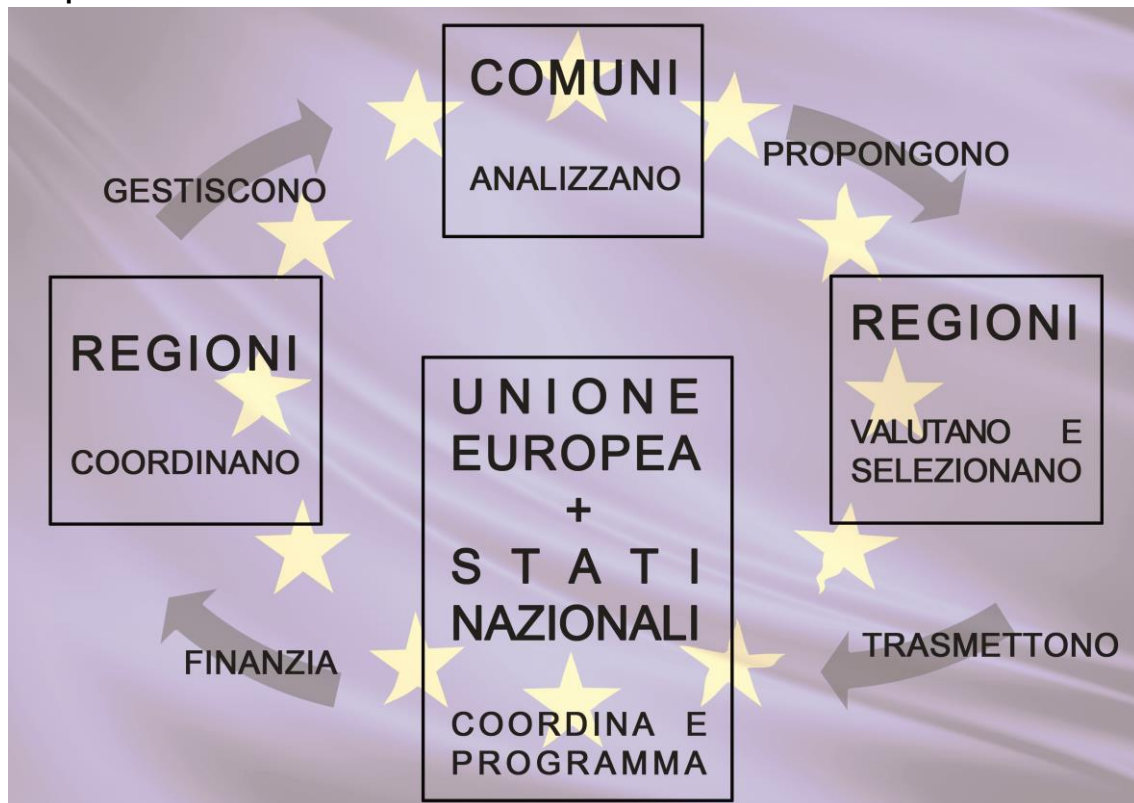 COMUNI
ANALIZZANO
PROPONGONO
GESTISCONO
REGIONI
COORDINANO
REGIONI
VALUTANO E
SELEZIONANO
UNIONE
EUROPEA
+
STATI
NAZIONALI
COORDINA E
PROGRAMMA
FINANZIA
TRASMETTONO